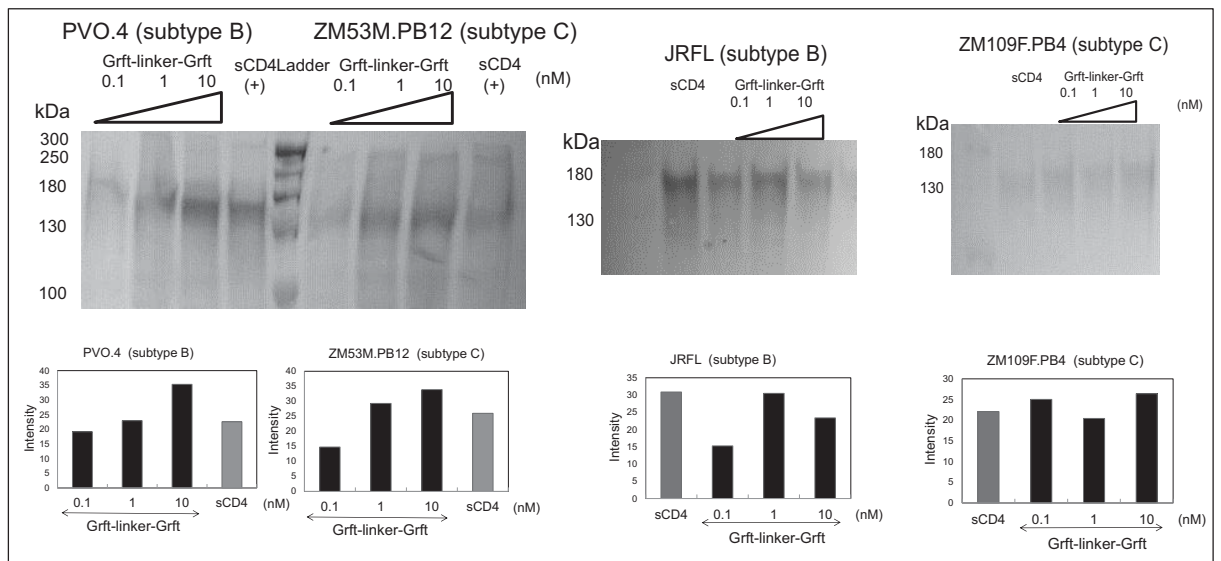 PVO.4 (subtype B)
Grft-linker-Grft
0.1 1 10
sCD4
(+)
Ladder
ZM53M.PB12 (subtype C)
Grft-linker-Grft
0.1 1 10
sCD4
(+)
(nM)
kDa
300
250
180
130
100
JRFL (subtype B)
sCD4
Grft-linker-Grft
0.1 1 10
kDa
180
130
ZM109F.PB4 (subtype C)
sCD4
Grft-linker-Grft
0.1 1 10
(nM)
kDa
180
130
PVO.4 (subtype B)
Intensity
40
35
30
25
20
15
10
5
0
0.1 1 10 sCD4 (nM)
Grft-linker-Grft
ZM53M.PB12 (subtype C)
Intensity
40
35
30
25
20
15
10
5
0
0.1 1 10 sCD4 (nM)
Grft-linker-Grft
JRFL (subtype B)
Intensity
35
30
25
20
15
10
5
0
sCD4 0.1 1 10 (nM)
Grft-linker-Grft
ZM109F.PB4 (subtype C)
Intensity
30
25
20
15
10
5
0
sCD4 0.1 1 10 (nM)
Grft-linker-Grft